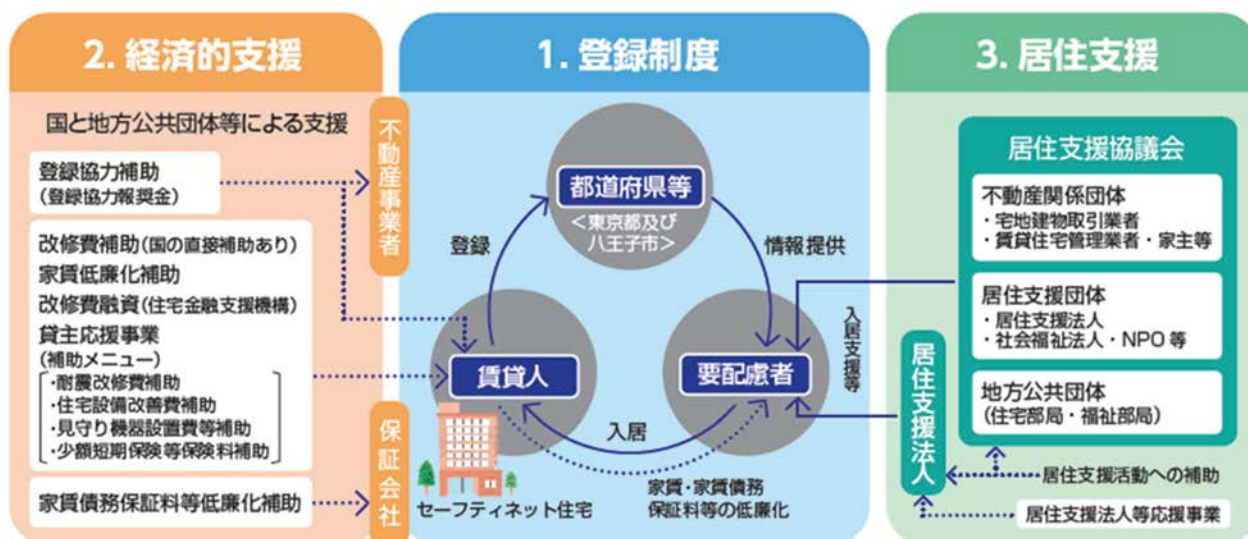 2. 経済的支援
国と地方公共団体等による支援
登録協力補助
(登録協力報奨金)
改修費補助(国の直接補助あり)
家賃低廉化補助
改修費融資(住宅金融支援機構)
貸主応援事業
(補助メニュー)
・耐震改修費補助
・住宅設備改善費補助
・見守り機器設置費等補助
・少額短期保険等保険料補助
家賃債務保証料等低廉化補助
不動産事業者
保証会社
1. 登録制度
都道府県等
<東京都及び
八王子市>
登録
情報提供
賃貸人
要配慮者
入居
セーフティネット住宅
家賃・家賃債務
保証料等の低廉化
入居支援等
3. 居住支援
居住支援協議会
不動産関係団体
・宅地建物取引業者
・賃貸住宅管理業者・家主等
居住支援団体
・居住支援法人
・社会福祉法人・NPO 等
地方公共団体
(住宅部局・福祉部局)
居住支援法人
居住支援活動への補助
居住支援法人等応援事業